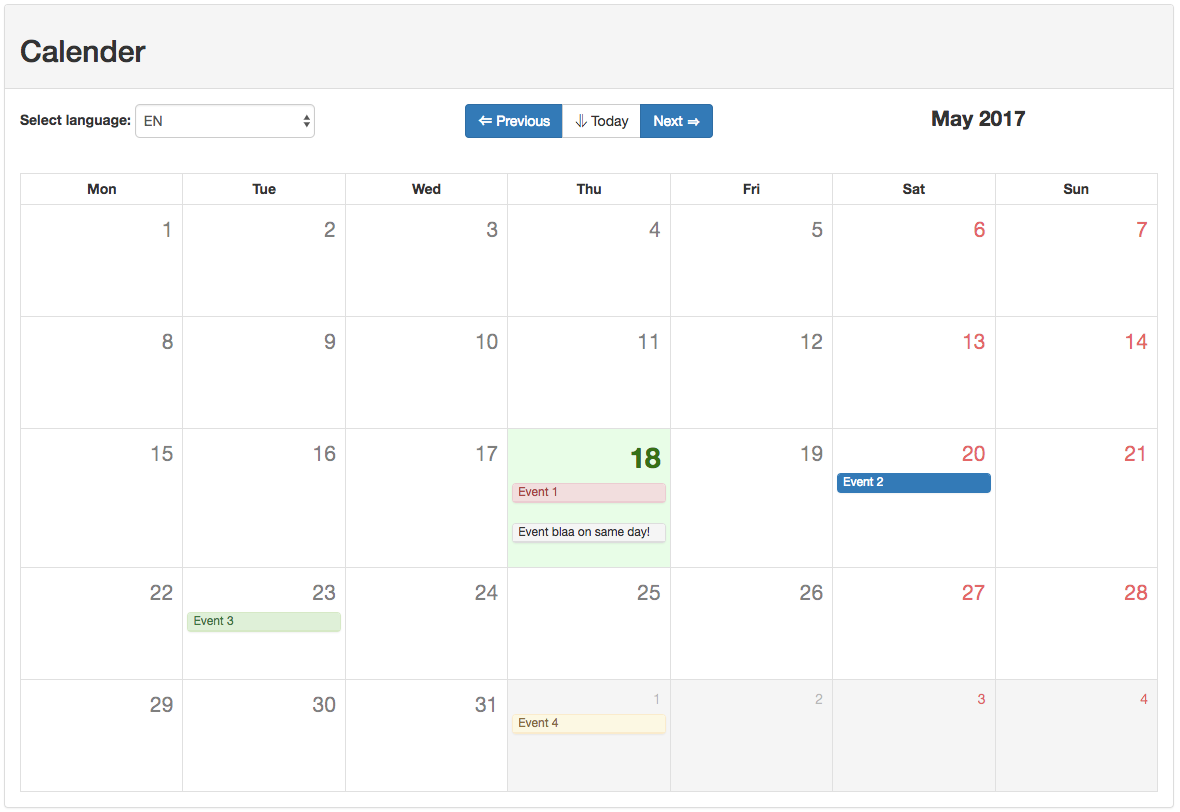 Calender
Select language: EN ⇐ Previous ↓ Today Next ⇒ May 2017
Mon Tue Wed Thu Fri Sat Sun
1 2 3 4 5 6 7
8 9 10 11 12 13 14
15 16 17 18 19 20 21
Event 1 Event 2
Event blaa on same day!
22 23 24 25 26 27 28
Event 3
29 30 31 1 2 3 4
Event 4